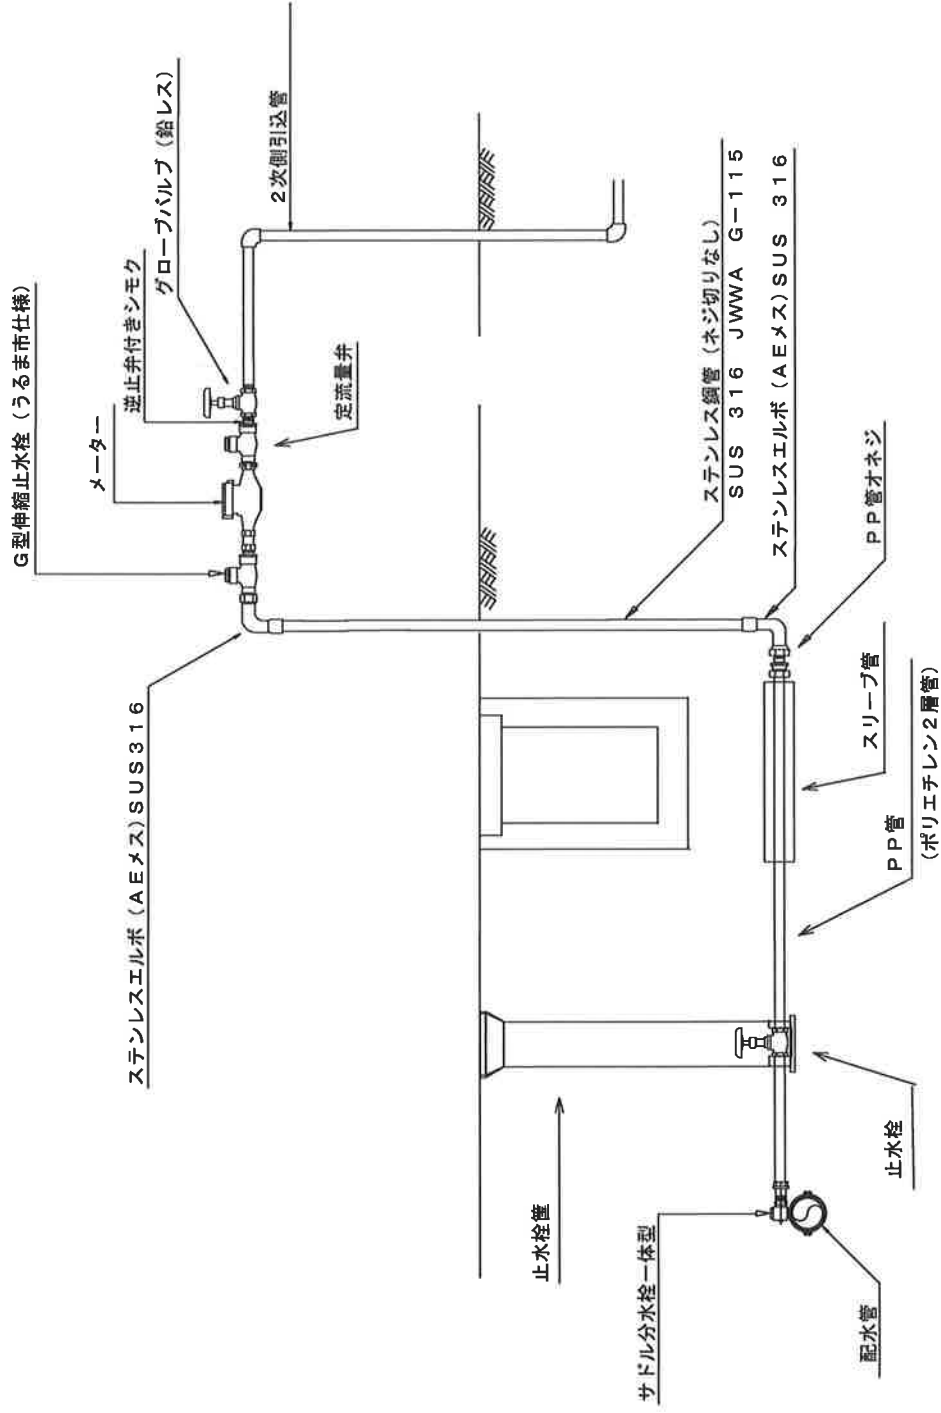 G型伸縮止水栓（うるま市仕様）
メーター
逆止弁付きシモク
グローブバルブ（鉛レス）
2次側引込管
定流量弁
ステンレスエルボ（AEメス)SUS316
ステンレス鋼管（ネジ切りなし）
SUS 316 JWWA G-115
ステンレスエルボ（AEメス)SUS 316
PP管オネジ
スリーブ管
PP管
（ポリエチレン2層管）
止水栓筺
止水栓
サドル分水栓一体型
配水管